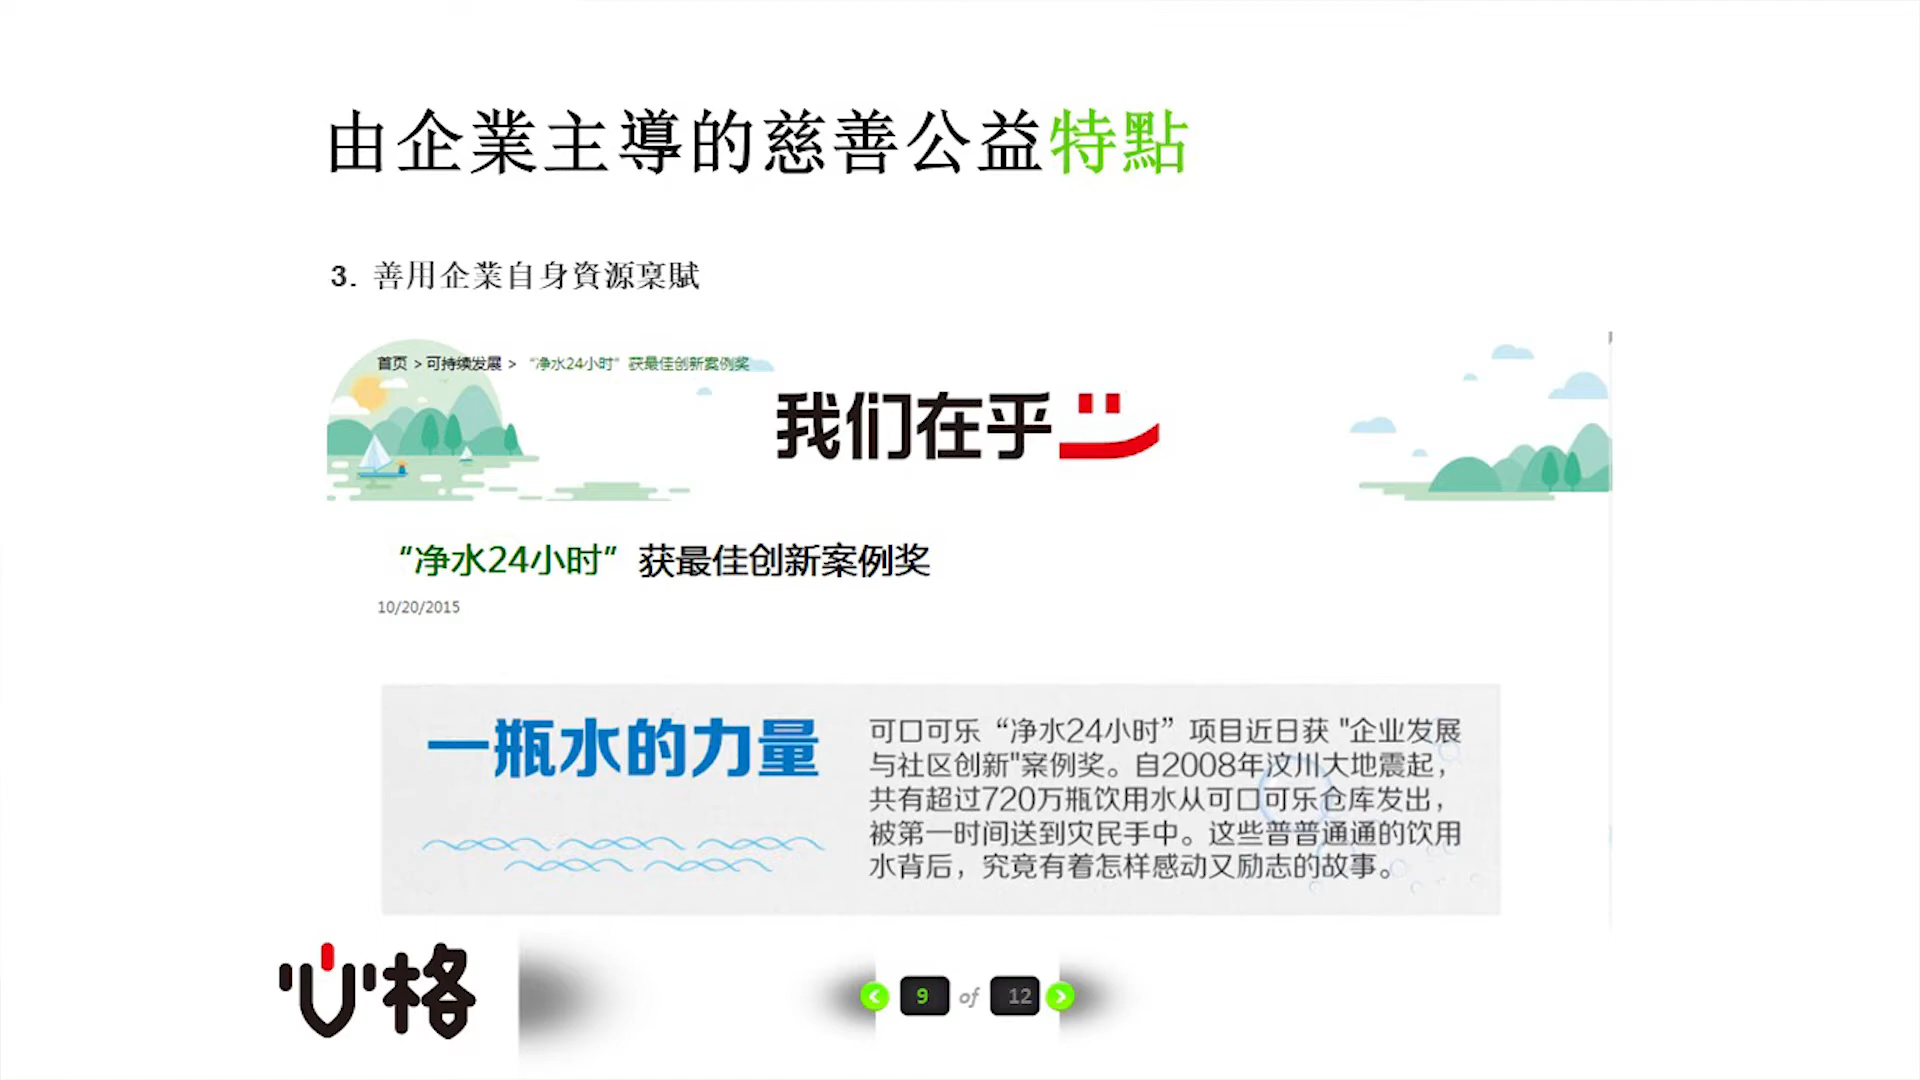 由企業主導的慈善公益特點
3. 善用企業自身資源稟賦
首页 > 可持续发展 > “净水24小时”获最佳创新案例奖
我们在乎
“净水24小时”获最佳创新案例奖
10/20/2015
一瓶水的力量
可口可乐“净水24小时”项目近日获 "企业发展
与社区创新"案例奖。自2008年汶川大地震起，
共有超过720万瓶饮用水从可口可乐仓库发出，
被第一时间送到灾民手中。这些普普通通的饮用
水背后，究竟有着怎样感动又励志的故事。
心格
9 of 12